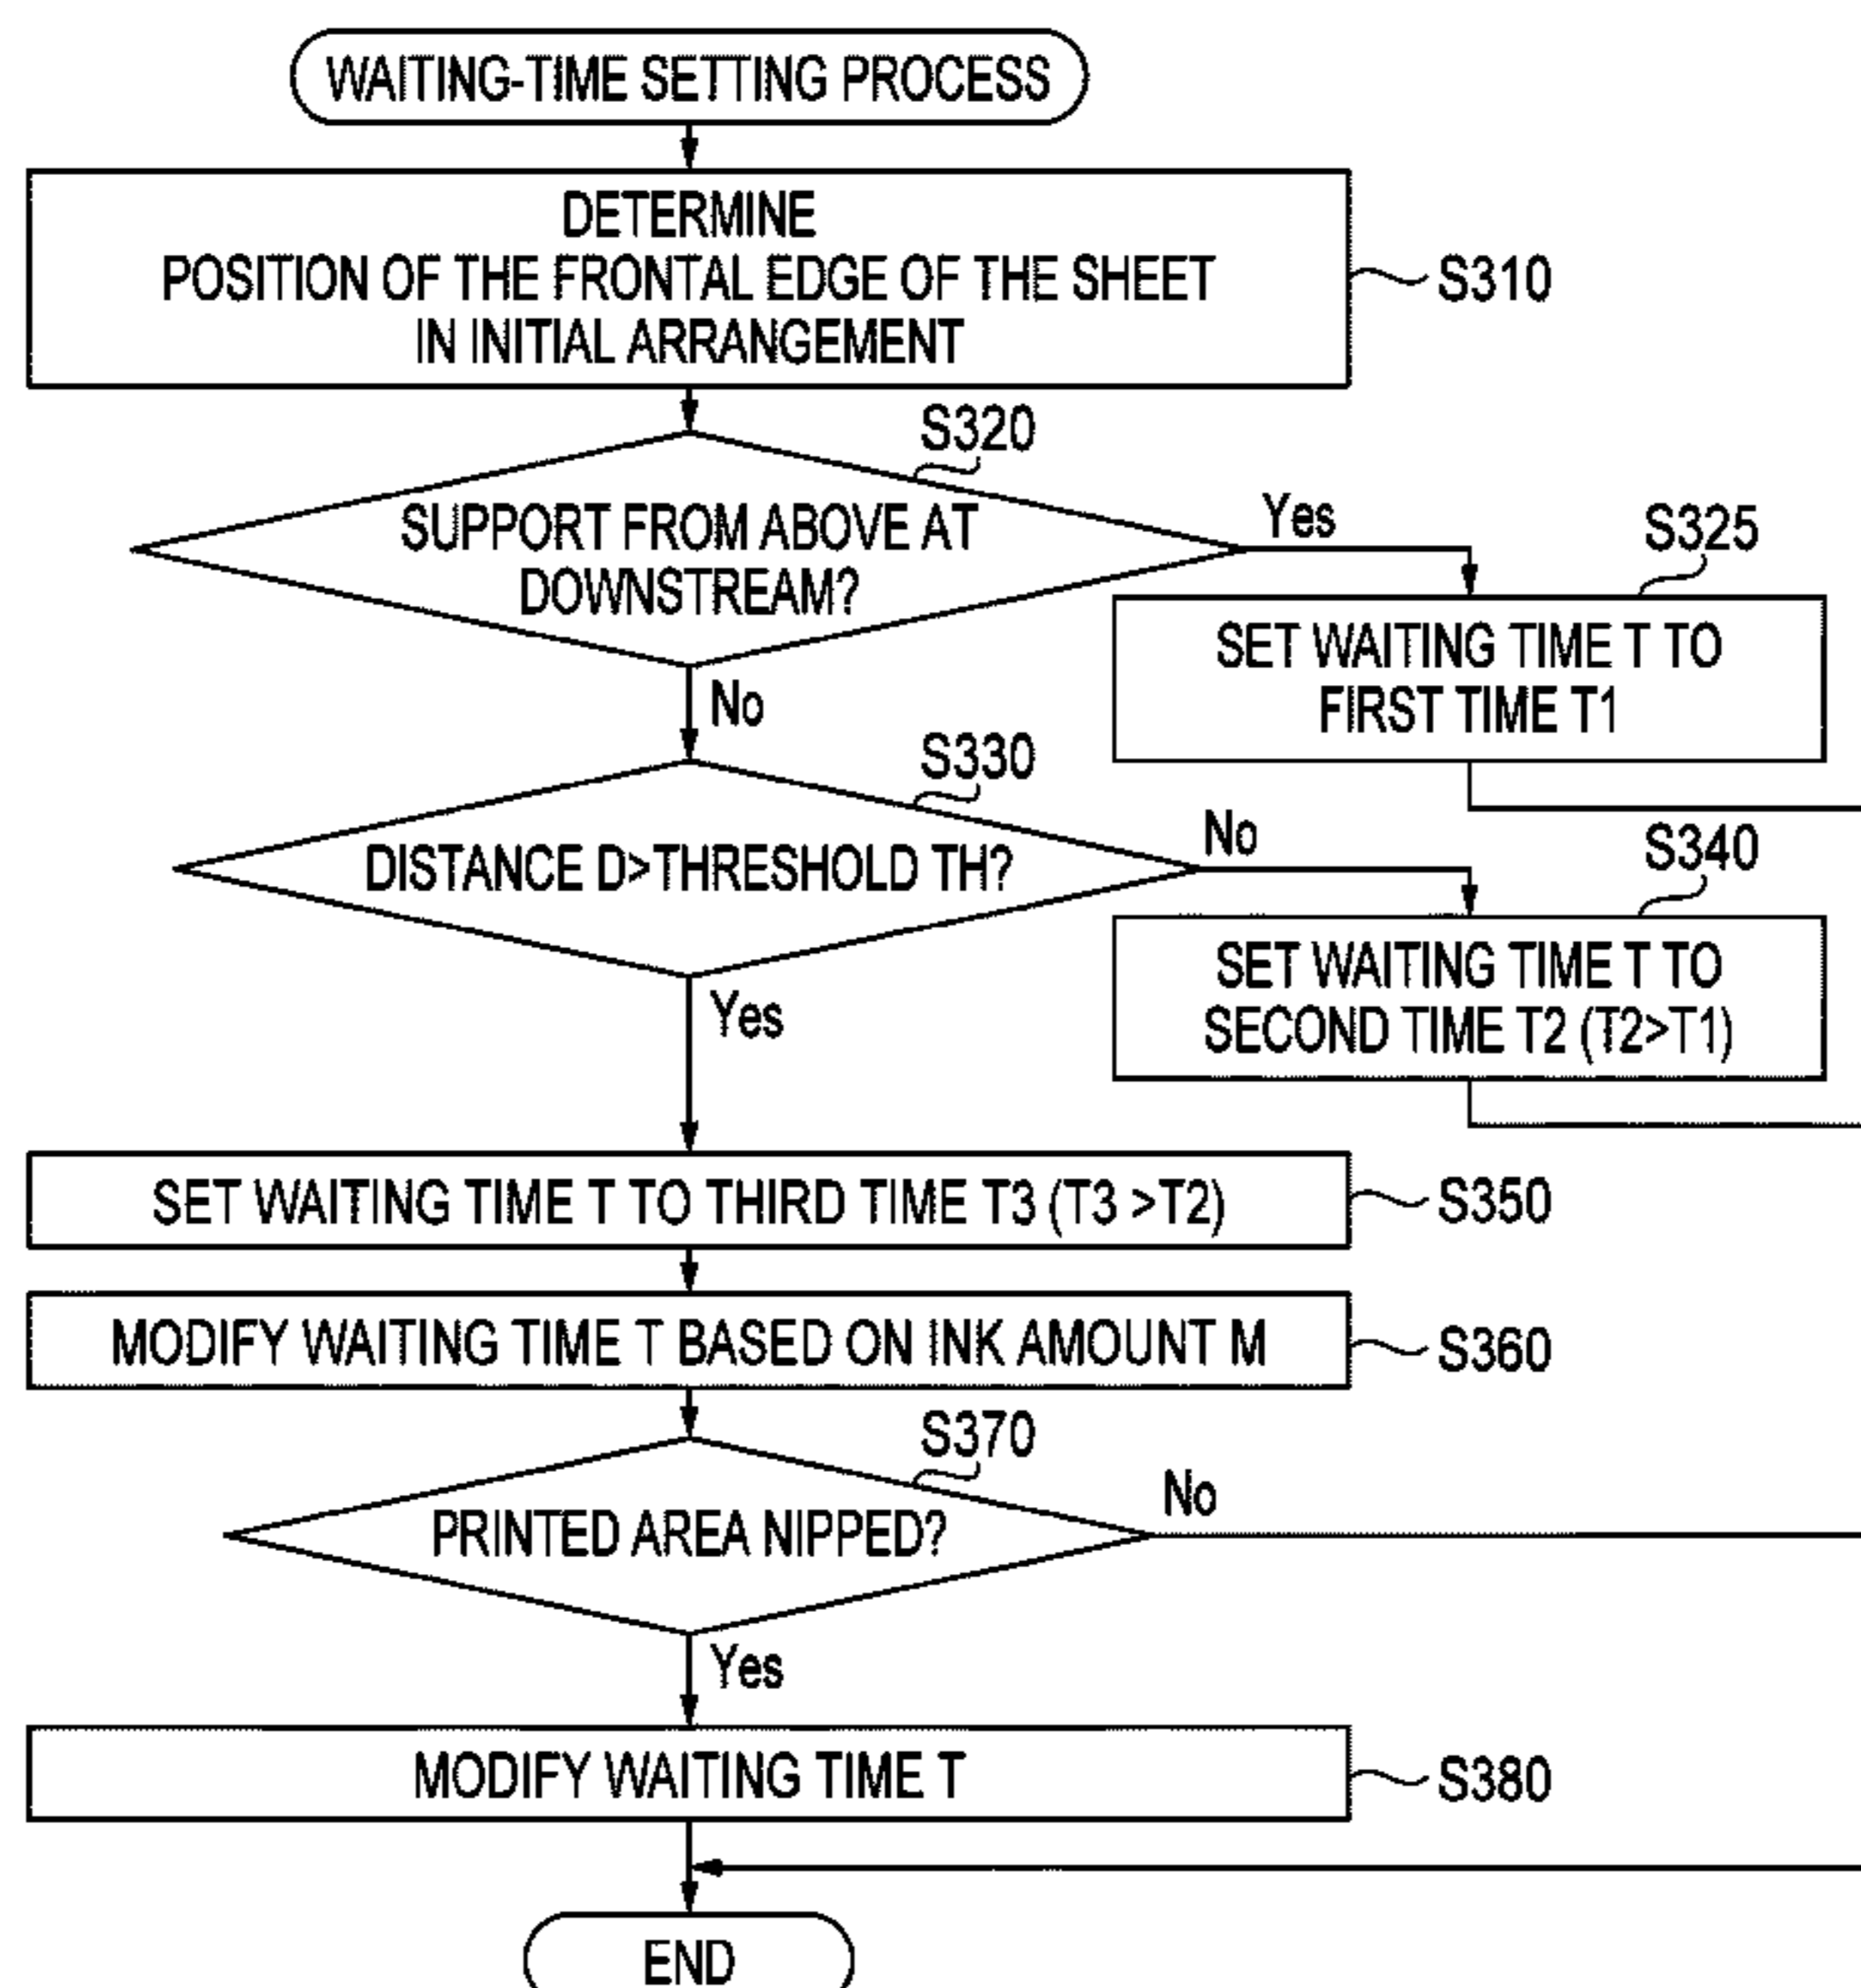 WAITING-TIME SETTING PROCESS
DETERMINE
POSITION OF THE FRONTAL EDGE OF THE SHEET
IN INITIAL ARRANGEMENT
S310
S320
SUPPORT FROM ABOVE AT
DOWNSTREAM?
Yes
No
S325
SET WAITING TIME T TO
FIRST TIME T1
S330
DISTANCE D>THRESHOLD TH?
No
Yes
S340
SET WAITING TIME T TO
SECOND TIME T2 (T2>T1)
SET WAITING TIME T TO THIRD TIME T3 (T3 >T2)
S350
MODIFY WAITING TIME T BASED ON INK AMOUNT M
S360
S370
PRINTED AREA NIPPED?
No
Yes
MODIFY WAITING TIME T
S380
END